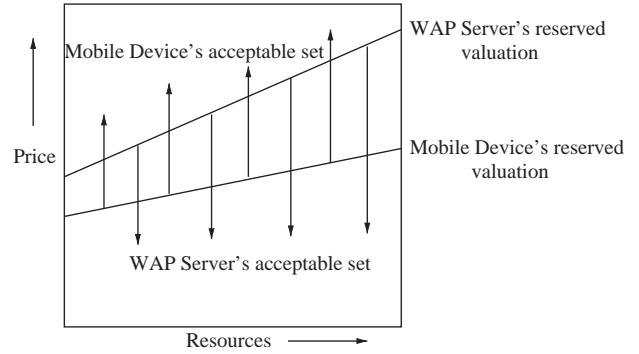 Mobile Device's acceptable set
WAP Server's reserved
valuation
Price
Mobile Device's reserved
valuation
WAP Server's acceptable set
Resources